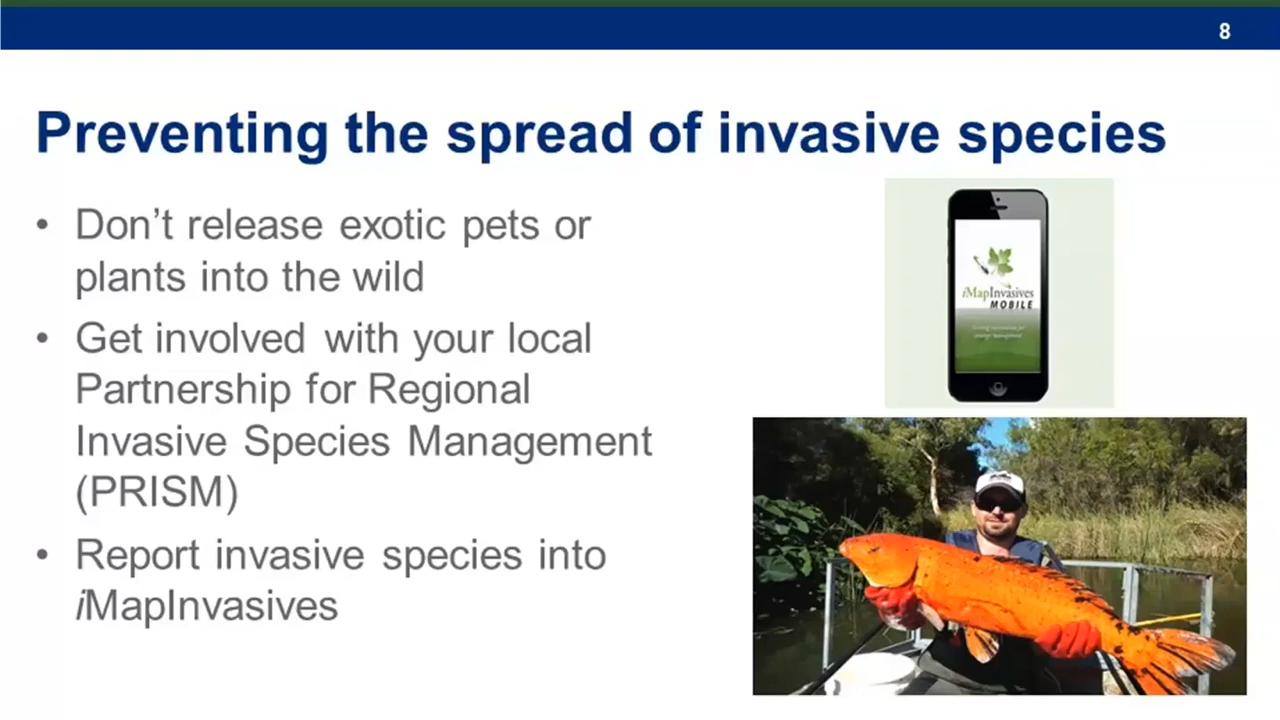 8
Preventing the spread of invasive species
• Don’t release exotic pets or
plants into the wild
• Get involved with your local
Partnership for Regional
Invasive Species Management
(PRISM)
• Report invasive species into
iMapInvasives
iMapInvasives
MOBILE